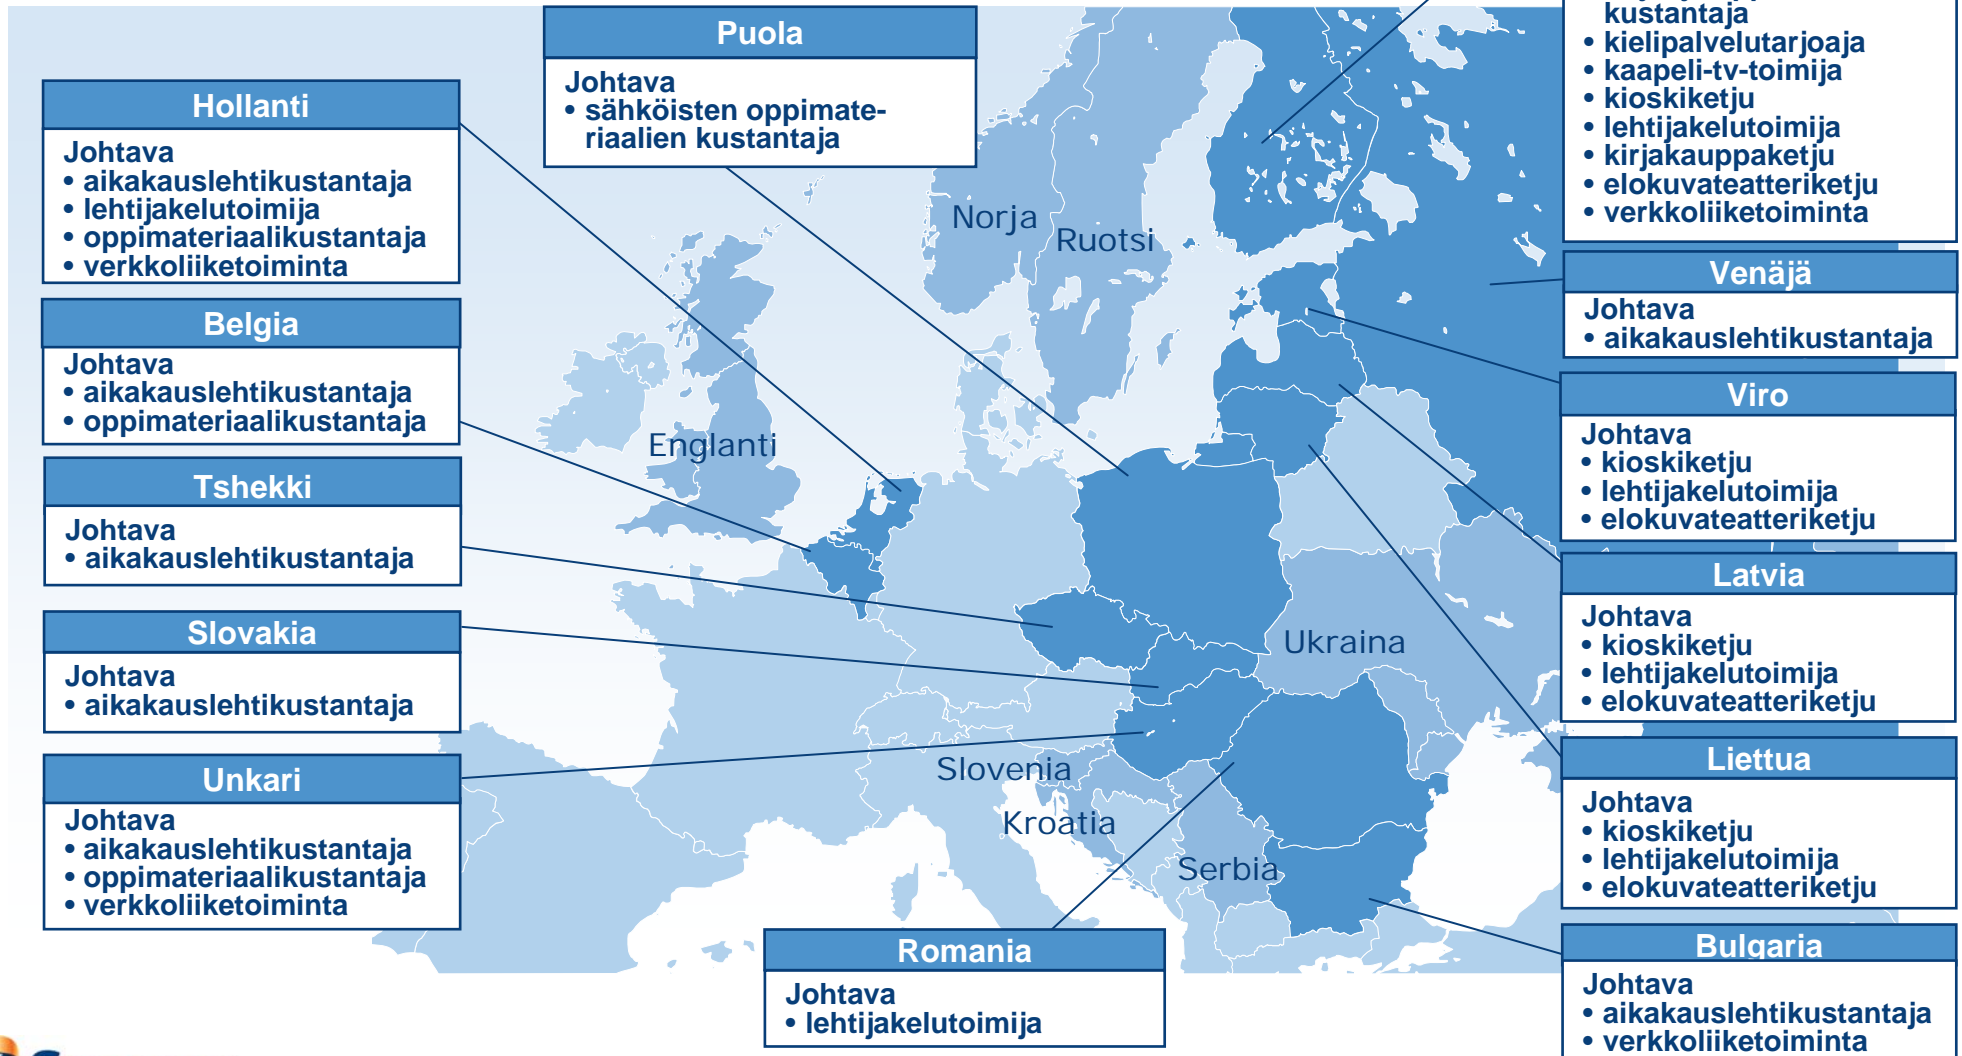 Puola
Johtava
• sähköisten oppimate-
riaalien kustantaja
Hollanti
Johtava
• aikakauslehtikustantaja
• lehtijakelutoimija
• oppimateriaalikustantaja
• verkkoliiketoiminta
Belgia
Johtava
• aikakauslehtikustantaja
• oppimateriaalikustantaja
Tshekki
Johtava
• aikakauslehtikustantaja
Slovakia
Johtava
• aikakauslehtikustantaja
Unkari
Johtava
• aikakauslehtikustantaja
• oppimateriaalikustantaja
• verkkoliiketoiminta
Norja
Ruotsi
Englanti
Ukraina
Slovenia
Kroatia
Serbia
Romania
Johtava
• lehtijakelutoimija
kustantaja
• kielipalvelutarjoaja
• kaapeli-tv-toimija
• kioskiketju
• lehtijakelutoimija
• kirjakauppaketju
• elokuvateatteriketju
• verkkoliiketoiminta
Venäjä
Johtava
• aikakauslehtikustantaja
Viro
Johtava
• kioskiketju
• lehtijakelutoimija
• elokuvateatteriketju
Latvia
Johtava
• kioskiketju
• lehtijakelutoimija
• elokuvateatteriketju
Liettua
Johtava
• kioskiketju
• lehtijakelutoimija
• elokuvateatteriketju
Bulgaria
Johtava
• aikakauslehtikustantaja
• verkkoliiketoiminta